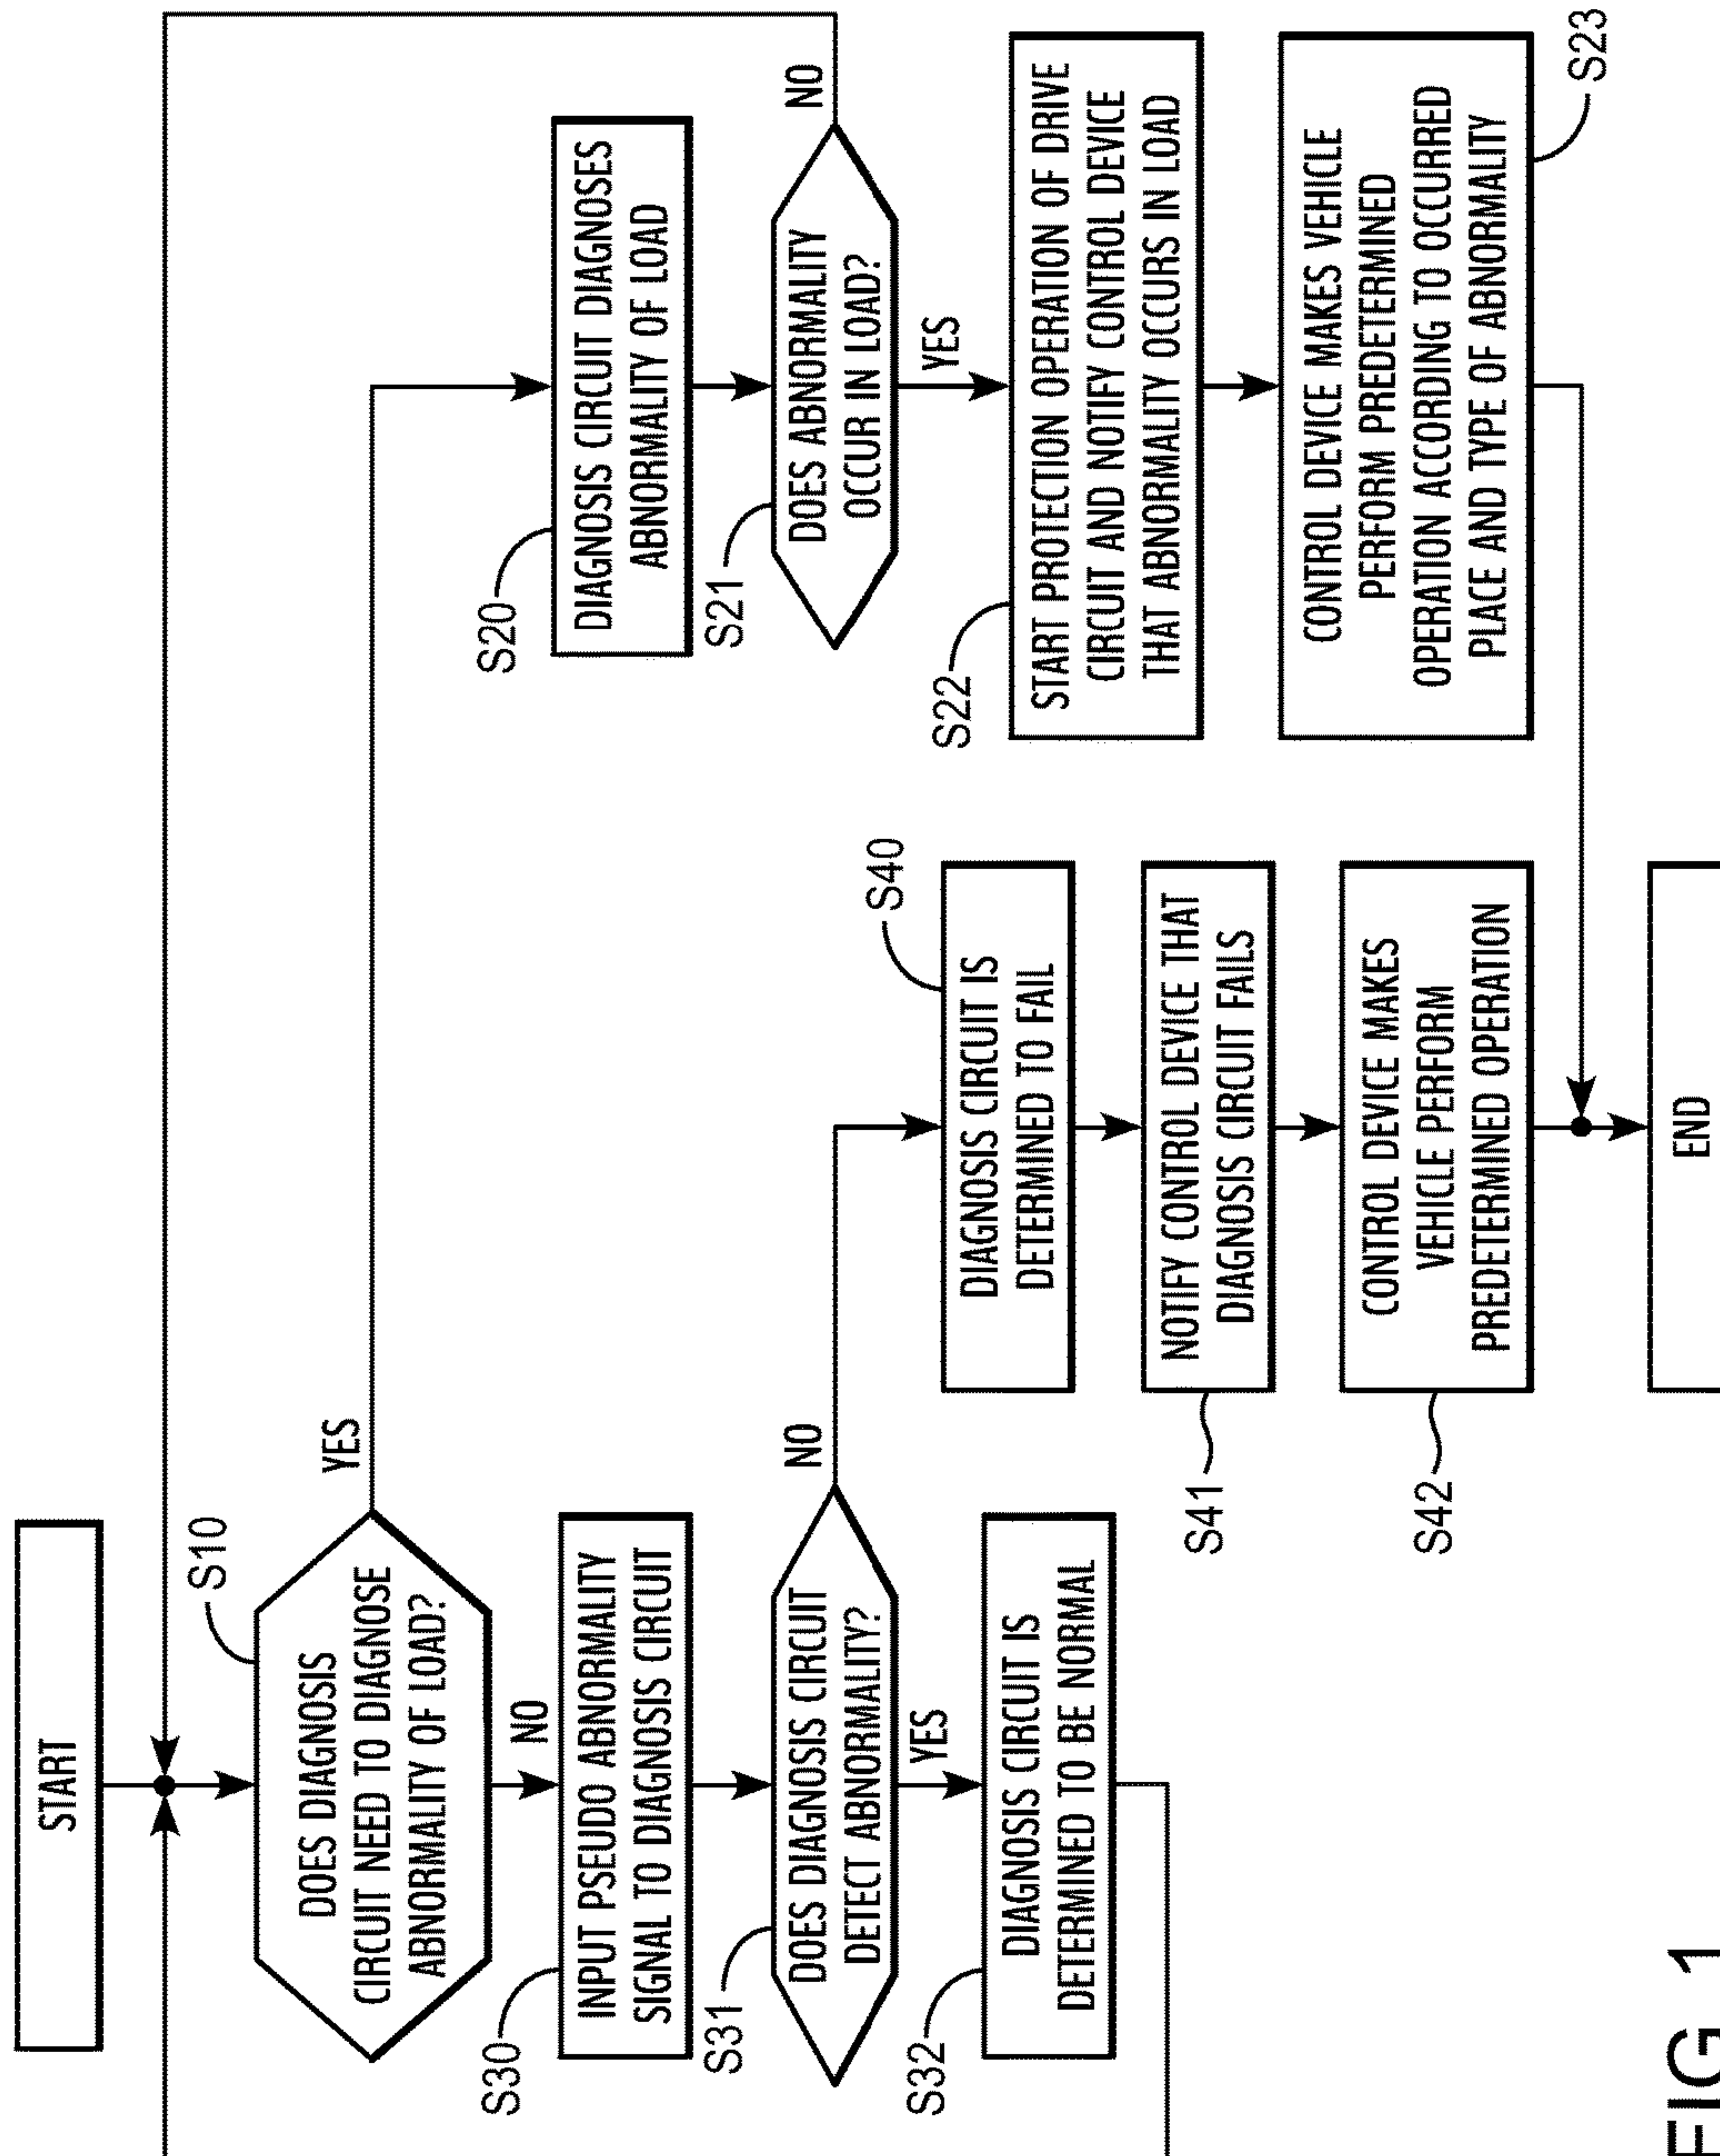 START
S10
DOES DIAGNOSIS
CIRCUIT NEED TO DIAGNOSE
ABNORMALITY OF LOAD?
YES
NO
S30
INPUT PSEUDO ABNORMALITY
SIGNAL TO DIAGNOSIS CIRCUIT
S31
DOES DIAGNOSIS CIRCUIT
DETECT ABNORMALITY?
NO
YES
S32
DIAGNOSIS CIRCUIT IS
DETERMINED TO BE NORMAL
S40
DIAGNOSIS CIRCUIT IS
DETERMINED TO FAIL
S41
NOTIFY CONTROL DEVICE THAT
DIAGNOSIS CIRCUIT FAILS
S42
CONTROL DEVICE MAKES
VEHICLE PERFORM
PREDETERMINED OPERATION
END
S20
DIAGNOSIS CIRCUIT DIAGNOSES
ABNORMALITY OF LOAD
S21
DOES ABNORMALITY
OCCUR IN LOAD?
NO
YES
S22
START PROTECTION OPERATION OF DRIVE
CIRCUIT AND NOTIFY CONTROL DEVICE
THAT ABNORMALITY OCCURS IN LOAD
S23
CONTROL DEVICE MAKES VEHICLE
PERFORM PREDETERMINED
OPERATION ACCORDING TO OCCURRED
PLACE AND TYPE OF ABNORMALITY
FIG 1